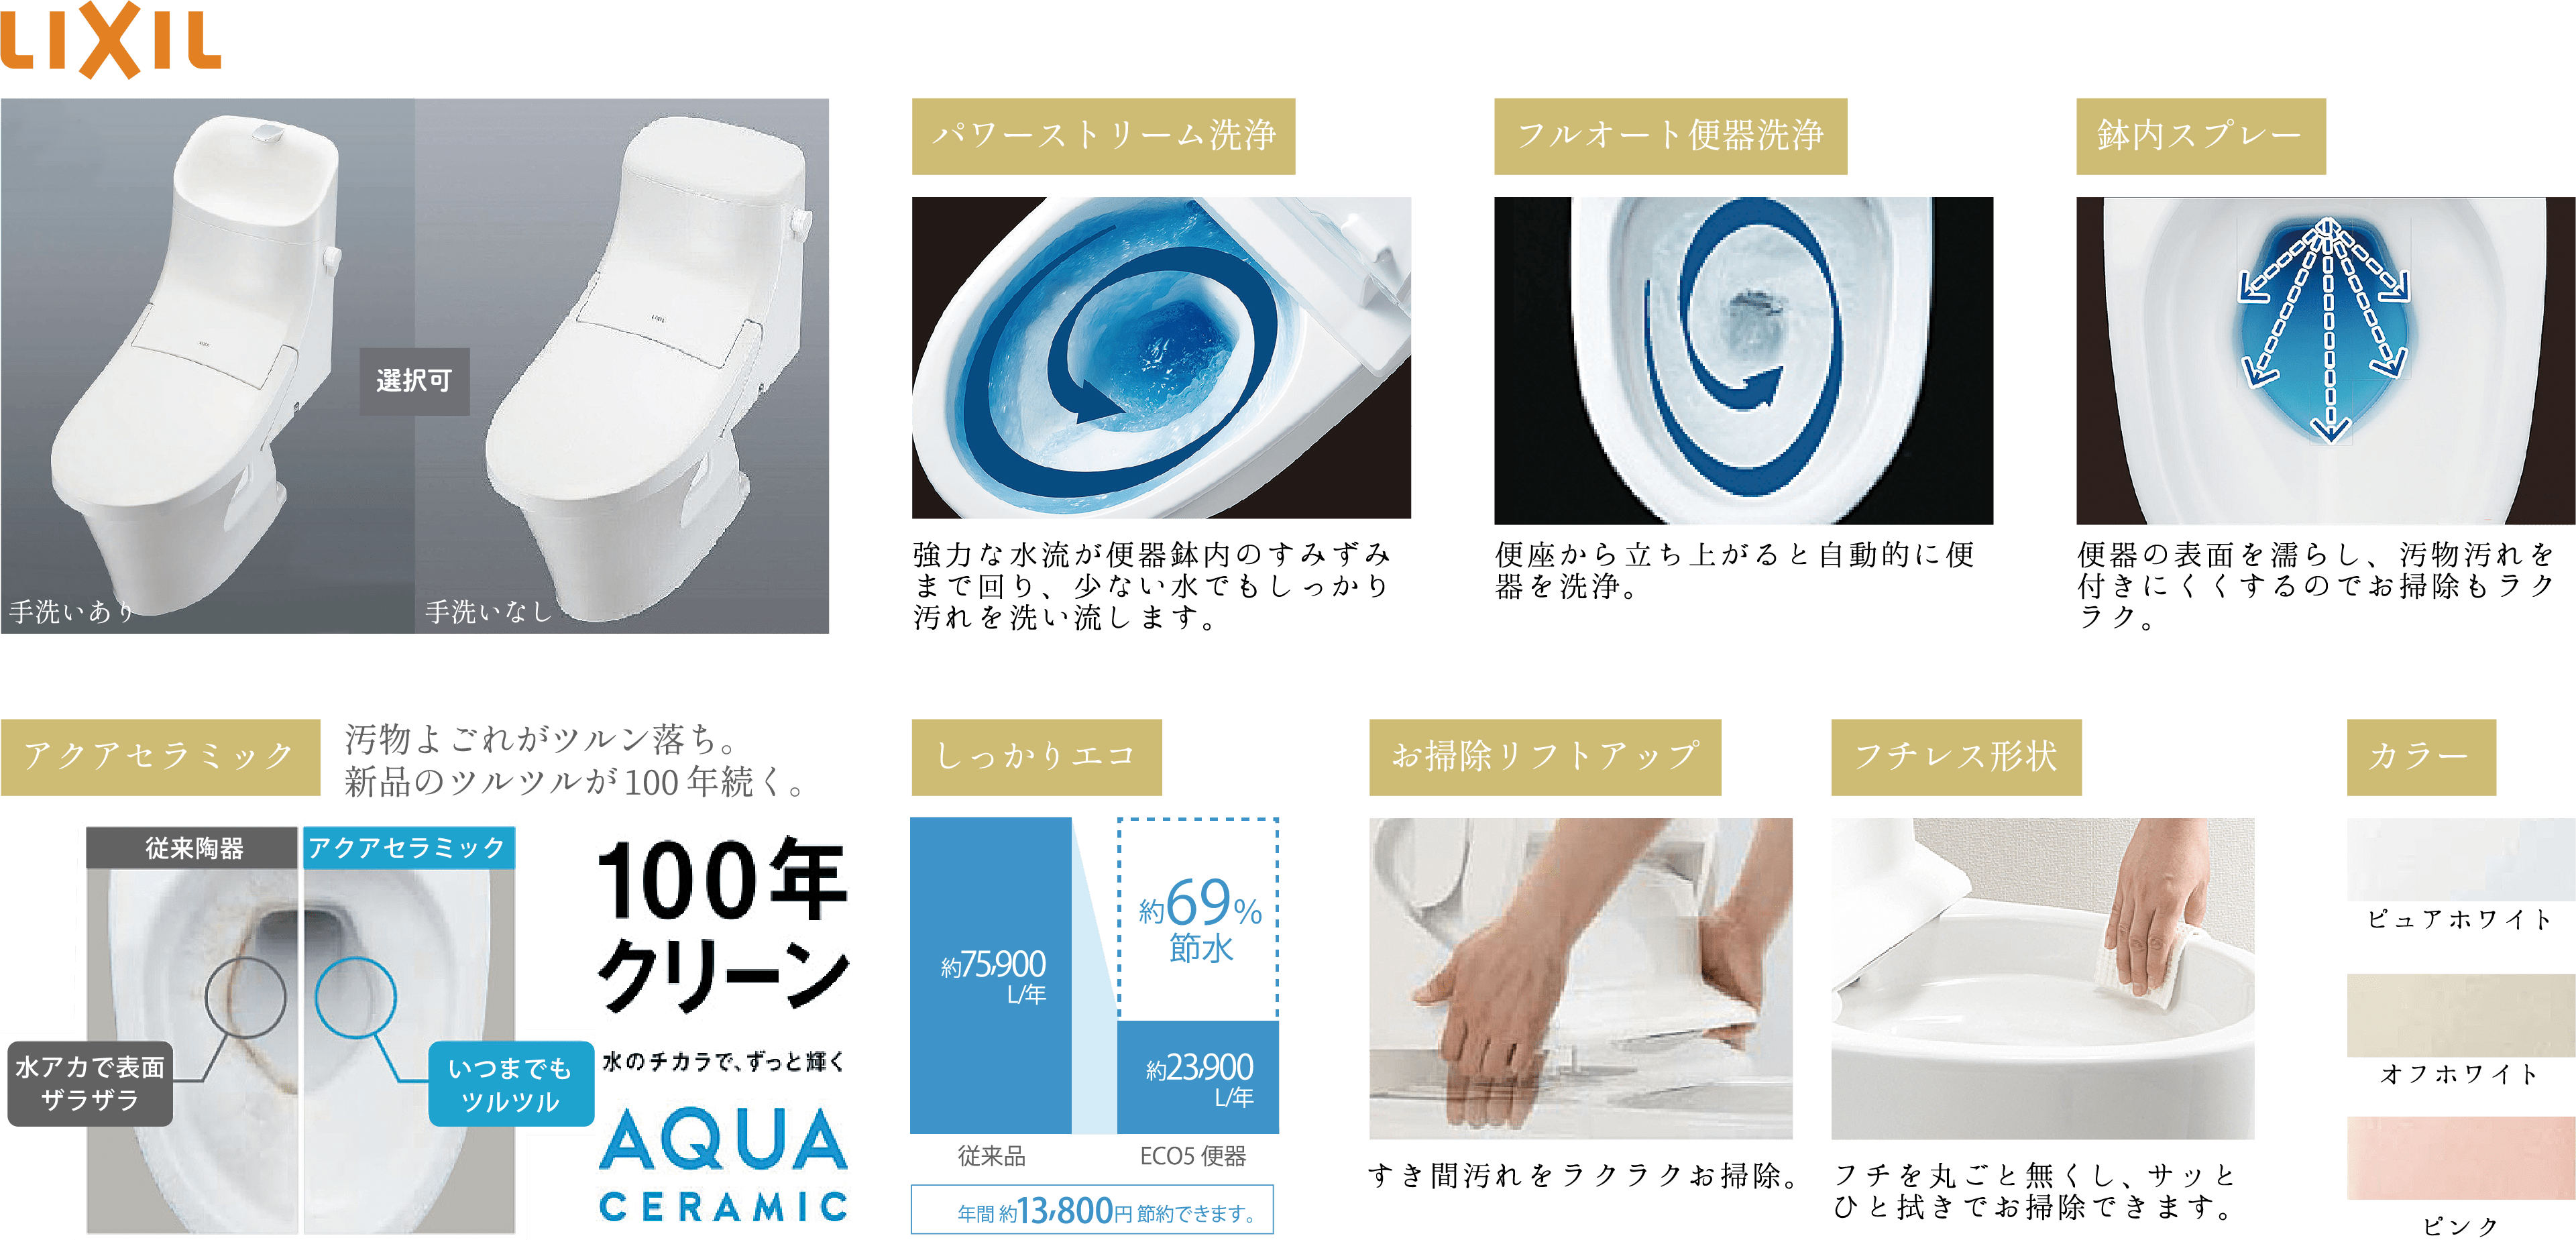 LIXIL
選択可
手洗いあり
手洗いなし
パワーストリーム洗浄
強力な水流が便器鉢内のすみずみ
まで回り、少ない水でもしっかり
汚れを洗い流します。
フルオート便器洗浄
便座から立ち上がると自動的に便
器を洗浄。
鉢内スプレー
便器の表面を濡らし、汚物汚れを
付きにくくするのでお掃除もラク
ラク。
アクアセラミック
汚物よごれがツルン落ち。
新品のツルツルが100年続く。
従来陶器
アクアセラミック
水アカで表面
ザラザラ
いつまでも
ツルツル
100年
クリーン
水のチカラで、ずっと輝く
AQUA
CERAMIC
しっかりエコ
約75,900
L/年
約69%
節水
約23,900
L/年
従来品
ECO5 便器
年間 約13,800円 節約できます。
お掃除リフトアップ
すき間汚れをラクラクお掃除。
フチレス形状
フチを丸ごと無くし、サッと
ひと拭きでお掃除できます。
カラー
ピュアホワイト
オフホワイト
ピンク